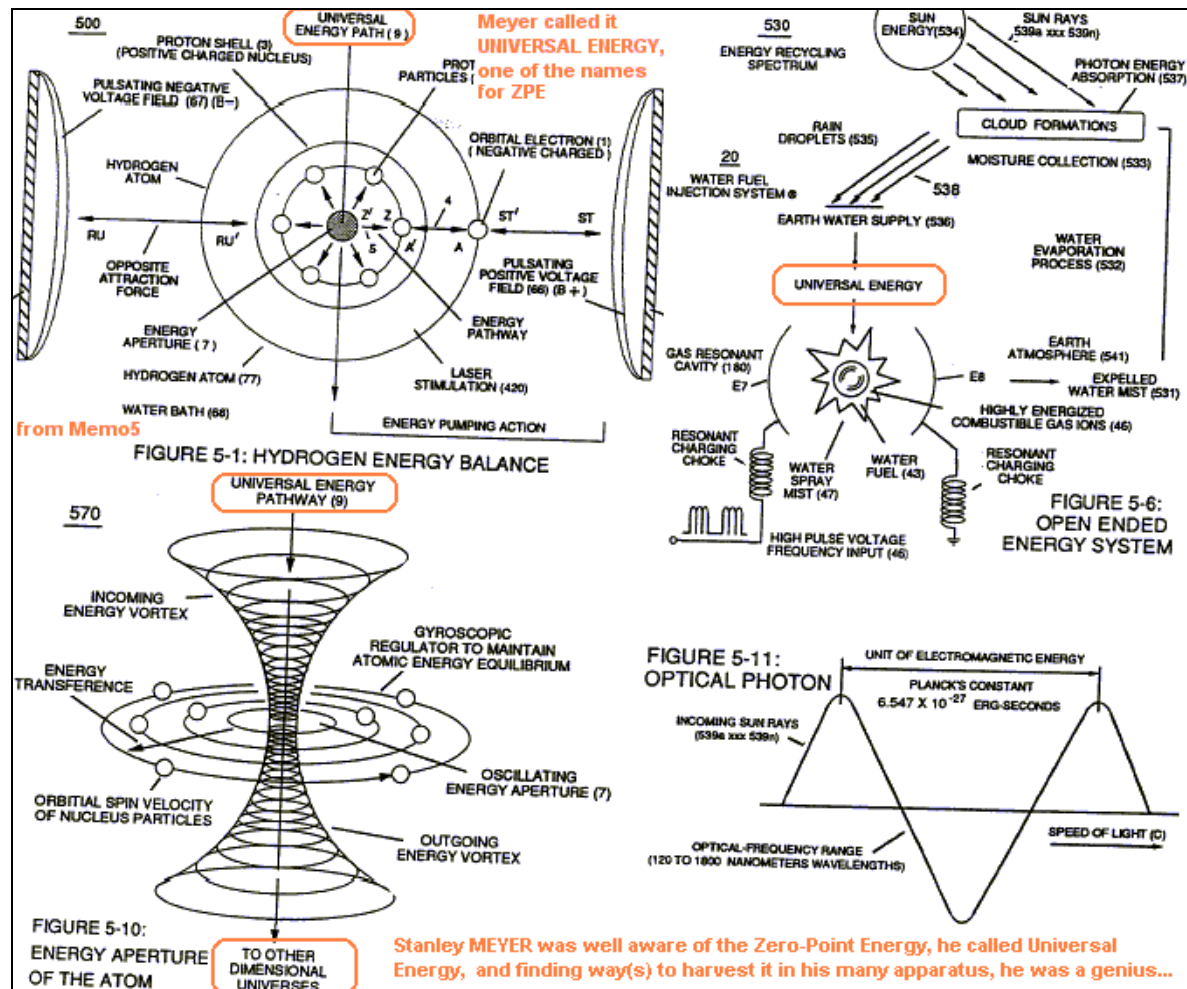 500
UNIVERSAL
ENERGY PATH (9)
Meyer called it
UNIVERSAL ENERGY,
one of the names
for ZPE
PROTON SHELL (3)
(POSITIVE CHARGED NUCLEUS)
PARTICLES (
PULSATING NEGATIVE
VOLTAGE FIELD (67) (B-)
ORBITAL ELECTRON (1)
( NEGATIVE CHARGED )
HYDROGEN
ATOM
4
ST'
ST
Z'
Z
RU
RU'
5
A'
A
OPPOSITE
ATTRACTION
FORCE
PULSATING
POSITIVE VOLTAGE
FIELD (66) (B +)
ENERGY
APERTURE ( 7 )
ENERGY
PATHWAY
HYDROGEN ATOM (77)
LASER
STIMULATION (420)
WATER BATH (68)
from Memo5
ENERGY PUMPING ACTION
FIGURE 5-1: HYDROGEN ENERGY BALANCE
530
ENERGY RECYCLING
SPECTRUM
SUN
ENERGY(534)
SUN RAYS
(539a xxx 539n)
PHOTON ENERGY
ABSORPTION (537)
CLOUD FORMATIONS
RAIN
DROPLETS (535)
MOISTURE COLLECTION (533)
20
WATER FUEL
INJECTION SYSTEM ®
538
EARTH WATER SUPPLY (536)
WATER
EVAPORATION
PROCESS (532)
UNIVERSAL ENERGY
GAS RESONANT
CAVITY (180)
E7
EARTH
ATMOSPHERE (541)
E8
EXPELLED
WATER MIST (531)
HIGHLY ENERGIZED
COMBUSTIBLE GAS IONS (46)
RESONANT
CHARGING
CHOKE
WATER
SPRAY
MIST (47)
WATER
FUEL (43)
RESONANT
CHARGING
CHOKE
HIGH PULSE VOLTAGE
FREQUENCY INPUT (46)
FIGURE 5-6:
OPEN ENDED
ENERGY SYSTEM
570
UNIVERSAL ENERGY
PATHWAY (9)
INCOMING
ENERGY VORTEX
GYROSCOPIC
REGULATOR TO MAINTAIN
ATOMIC ENERGY EQUILIBRIUM
ENERGY
TRANSFERENCE
OSCILLATING
ENERGY APERTURE (7)
ORBITIAL SPIN VELOCITY
OF NUCLEUS PARTICLES
OUTGOING
ENERGY VORTEX
FIGURE 5-10:
ENERGY APERTURE
OF THE ATOM
TO OTHER
DIMENSIONAL
UNIVERSES
FIGURE 5-11:
OPTICAL PHOTON
UNIT OF ELECTROMAGNETIC ENERGY
PLANCK'S CONSTANT
6.547 X 10-27 ERG-SECONDS
INCOMING SUN RAYS
(539a xxx 539n)
SPEED OF LIGHT (C)
OPTICAL-FREQUENCY RANGE
(120 TO 1800 NANOMETERS WAVELENGTHS)
Stanley MEYER was well aware of the Zero-Point Energy, he called Universal
Energy, and finding way(s) to harvest it in his many apparatus, he was a genius...